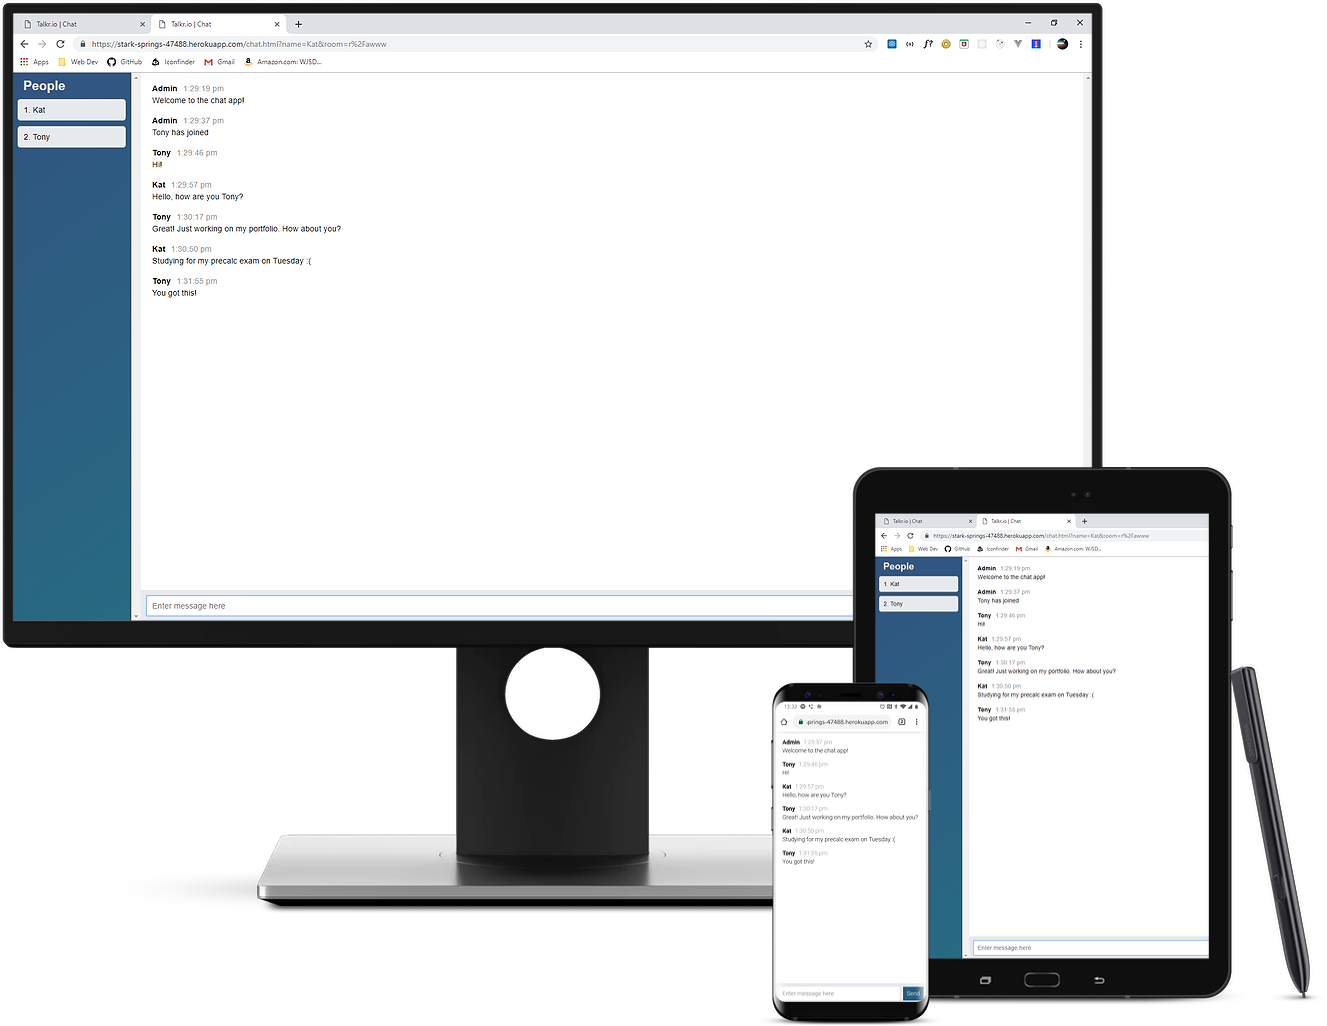 Talkr.io | Chat
Talkr.io | Chat
https://stark-springs-47488.herokuapp.com/chat.html?name=Kat&room=r%2Fawww
f?
Apps Web Dev GitHub Iconfinder Gmail Amazon.com: WJSD...
People
1. Kat
2. Tony
Admin 1:29:19 pm
Welcome to the chat app!
Admin 1:29:37 pm
Tony has joined
Tony 1:29:46 pm
Hi!
Kat 1:29:57 pm
Hello, how are you Tony?
Tony 1:30:17 pm
Great! Just working on my portfolio. How about you?
Kat 1:30:50 pm
Studying for my precalc exam on Tuesday :(
Tony 1:31:55 pm
You got this!
Enter message here
Talkr.io | Chat
Talkr.io | Chat
https://stark-springs-47488.herokuapp.com/chat.html?name=Kat&room=r%2Fawww
Apps Web Dev GitHub Iconfinder Gmail Amazon.com: WJSD...
People
1. Kat
2. Tony
Admin 1:29:19 pm
Welcome to the chat app!
Admin 1:29:37 pm
Tony has joined
Tony 1:29:46 pm
Hi!
Kat 1:29:57 pm
Hello, how are you Tony?
Tony 1:30:17 pm
Great! Just working on my portfolio. How about you?
Kat 1:30:50 pm
Studying for my precalc exam on Tuesday :(
Tony 1:31:55 pm
You got this!
Enter message here
13:32
springs-47488.herokuapp.com
Admin 1:29:37 pm
Welcome to the chat app!
Tony 1:29:46 pm
Hi!
Kat 1:29:57 pm
Hello, how are you Tony?
Tony 1:30:17 pm
Great! Just working on my portfolio. How about you?
Kat 1:30:50 pm
Studying for my precalc exam on Tuesday :(
Tony 1:31:55 pm
You got this!
Enter message here
Send